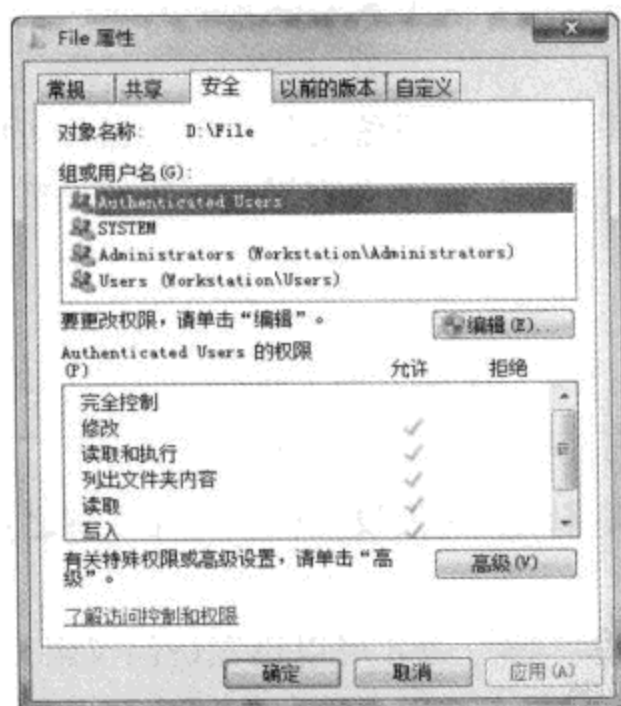 File 属性
常规 共享 安全 以前的版本 自定义
对象名称: D:\File
组或用户名(G):
Authenticated Users
SYSTEM
Administrators (Workstation\Administrators)
Users (Workstation\Users)
要更改权限，请单击“编辑”。
编辑(E)...
Authenticated Users 的权限
(P) 允许 拒绝
完全控制
修改
读取和执行
列出文件夹内容
读取
写入
有关特殊权限或高级设置，请单击“高
级”。
高级(V)
了解访问控制和权限
确定 取消 应用(A)